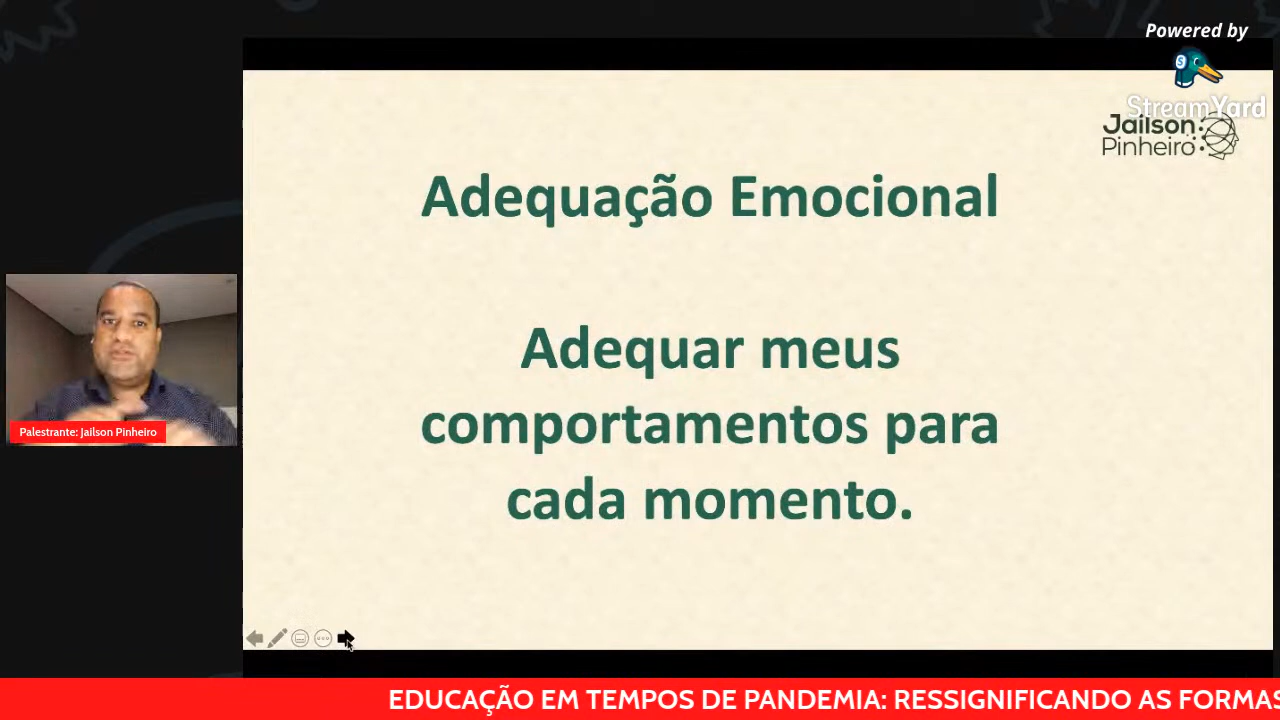 Powered by
StreamYard
Jailson
Pinheiro
Adequação Emocional
Adequar meus
comportamentos para
cada momento.
Palestrante: Jailson Pinheiro
EDUCAÇÃO EM TEMPOS DE PANDEMIA: RESSIGNIFICANDO AS FORMAS